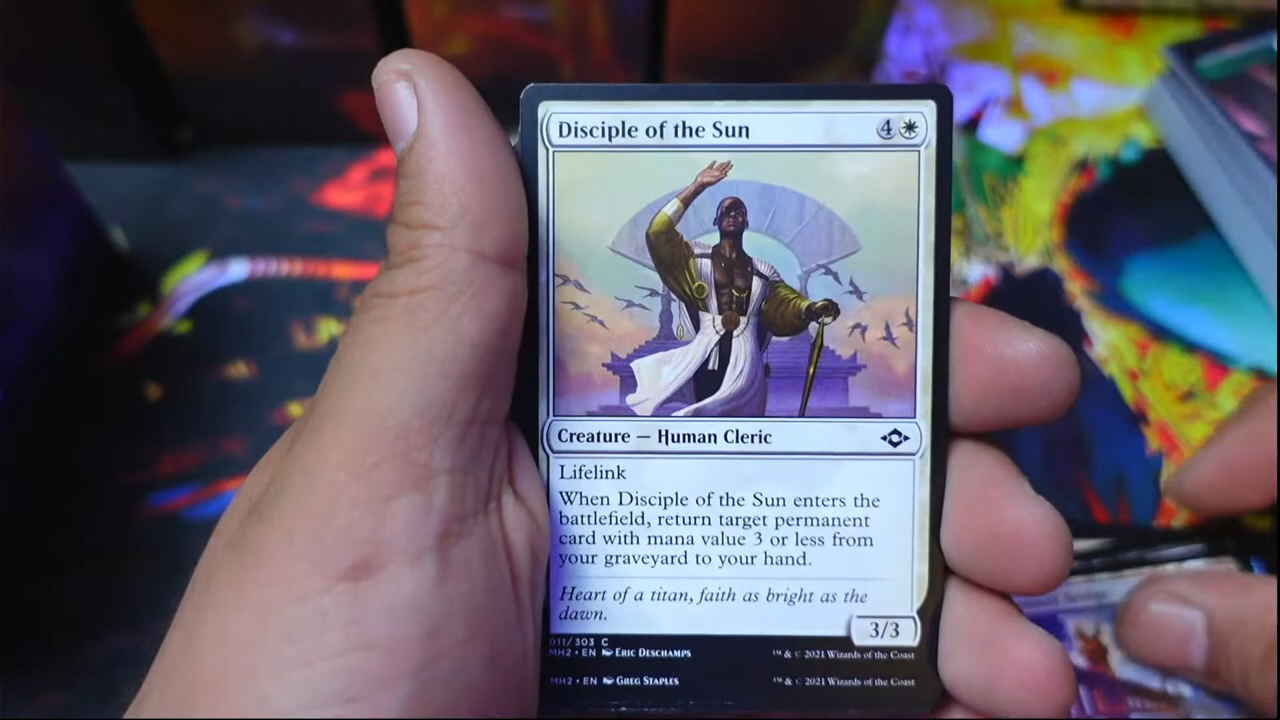 Disciple of the Sun 4
Creature — Human Cleric
Lifelink
When Disciple of the Sun enters the
battlefield, return target permanent
card with mana value 3 or less from
your graveyard to your hand.
Heart of a titan, faith as bright as the
dawn.
3/3
011/303 C
MH2 • EN Eric Deschamps ™ & © 2021 Wizards of the Coast
MH2 • EN Greg Staples ™ & © 2021 Wizards of the Coast